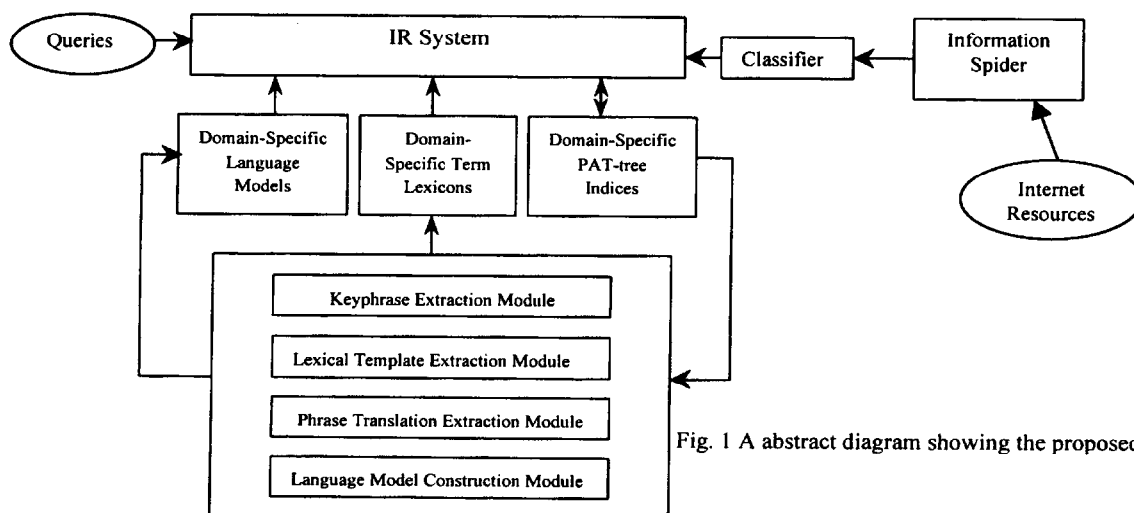 Queries
IR System
Classifier
Information
Spider
Domain-Specific
Language
Models
Domain-
Specific Term
Lexicons
Domain-Specific
PAT-tree
Indices
Internet
Resources
Keyphrase Extraction Module
Lexical Template Extraction Module
Phrase Translation Extraction Module
Language Model Construction Module
Fig. 1 A abstract diagram showing the proposed